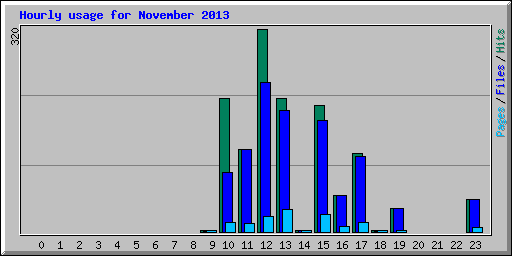 Hourly usage for November 2013
320
Pages/Files/Hits
0 1 2 3 4 5 6 7 8 9 10 11 12 13 14 15 16 17 18 19 20 21 22 23